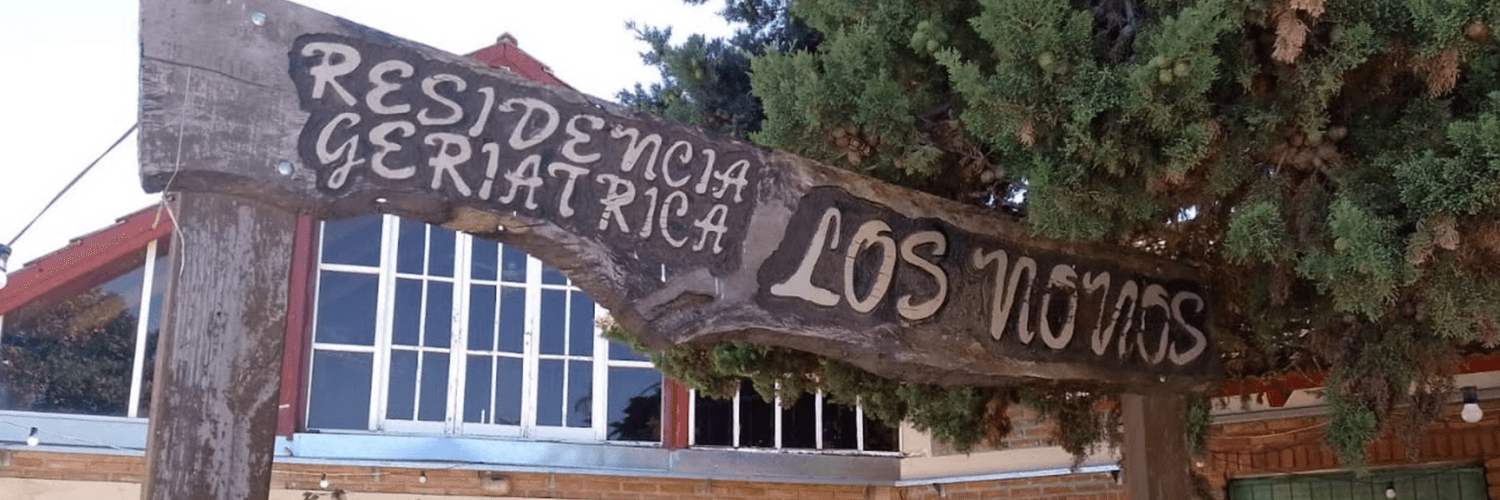 RESIDENCIA
GERIATRICA
LOS NONOS